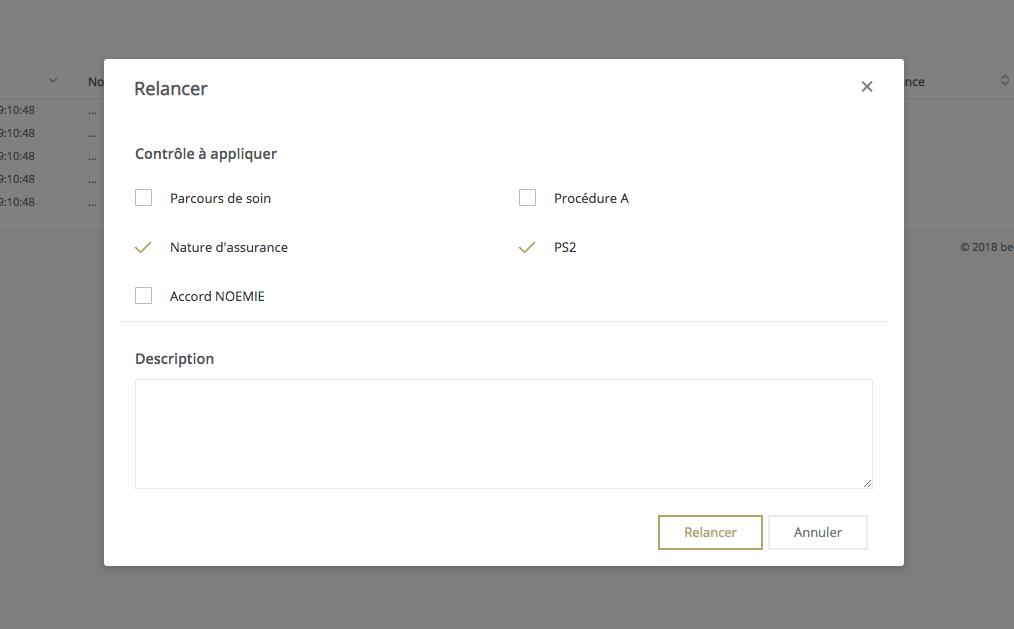 No
nce
Relancer
Contrôle à appliquer
Parcours de soin
Procédure A
Nature d'assurance
PS2
Accord NOEMIE
Description
Relancer
Annuler
9:10:48 ...
9:10:48 ...
9:10:48 ...
9:10:48 ...
9:10:48 ...
© 2018 be